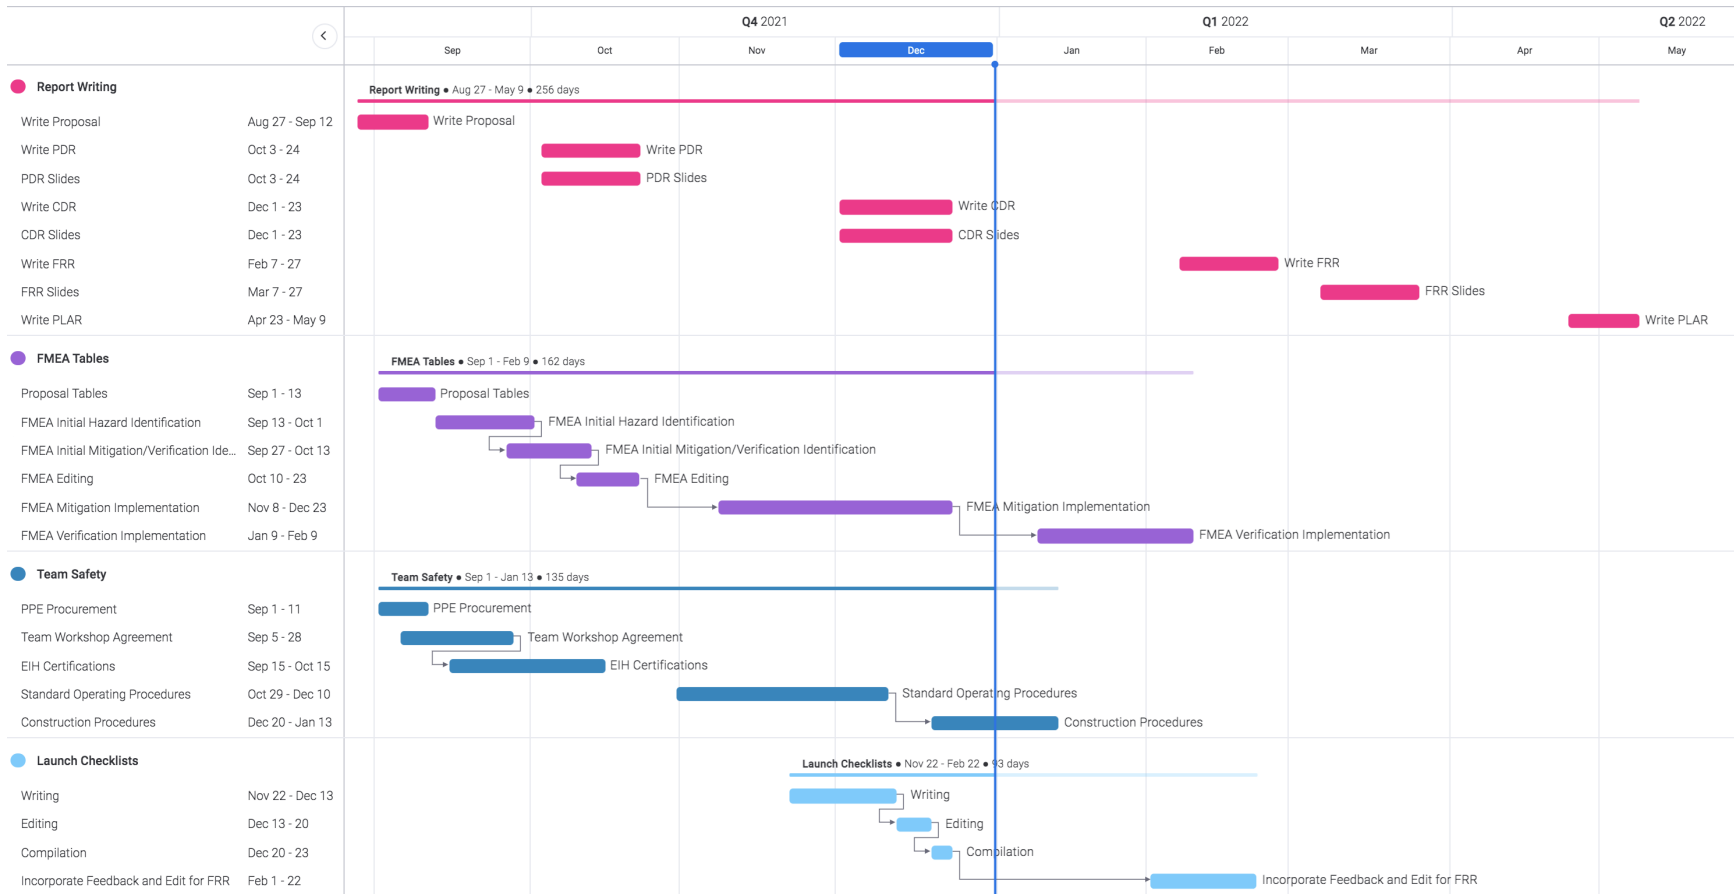 Q4 2021
Q1 2022
Q2 2022
Sep
Oct
Nov
Dec
Jan
Feb
Mar
Apr
May
Report Writing
Report Writing ● Aug 27 - May 9 ● 256 days
Write Proposal Aug 27 - Sep 12 Write Proposal
Write PDR Oct 3 - 24 Write PDR
PDR Slides Oct 3 - 24 PDR Slides
Write CDR Dec 1 - 23 Write CDR
CDR Slides Dec 1 - 23 CDR Slides
Write FRR Feb 7 - 27 Write FRR
FRR Slides Mar 7 - 27 FRR Slides
Write PLAR Apr 23 - May 9 Write PLAR
FMEA Tables
FMEA Tables ● Sep 1 - Feb 9 ● 162 days
Proposal Tables Sep 1 - 13 Proposal Tables
FMEA Initial Hazard Identification Sep 13 - Oct 1 FMEA Initial Hazard Identification
FMEA Initial Mitigation/Verification Ide... Sep 27 - Oct 13 FMEA Initial Mitigation/Verification Identification
FMEA Editing Oct 10 - 23 FMEA Editing
FMEA Mitigation Implementation Nov 8 - Dec 23 FMEA Mitigation Implementation
FMEA Verification Implementation Jan 9 - Feb 9 FMEA Verification Implementation
Team Safety
Team Safety ● Sep 1 - Jan 13 ● 135 days
PPE Procurement Sep 1 - 11 PPE Procurement
Team Workshop Agreement Sep 5 - 28 Team Workshop Agreement
EIH Certifications Sep 15 - Oct 15 EIH Certifications
Standard Operating Procedures Oct 29 - Dec 10 Standard Operating Procedures
Construction Procedures Dec 20 - Jan 13 Construction Procedures
Launch Checklists
Launch Checklists ● Nov 22 - Feb 22 ● 93 days
Writing Nov 22 - Dec 13 Writing
Editing Dec 13 - 20 Editing
Compilation Dec 20 - 23 Compilation
Incorporate Feedback and Edit for FRR Feb 1 - 22 Incorporate Feedback and Edit for FRR